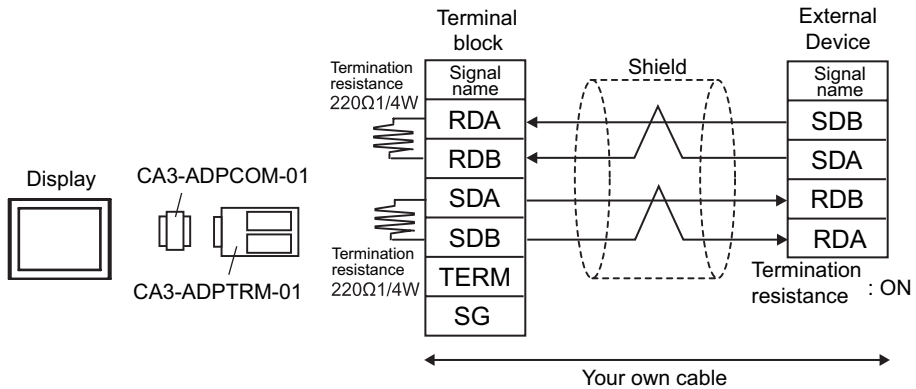 Terminal
block
External
Device
Termination
resistance
220Ω1/4W
Signal
name
Shield
Signal
name
RDA
SDB
RDB
SDA
Display
CA3-ADPCOM-01
SDA
RDB
SDB
RDA
CA3-ADPTRM-01
Termination
resistance
220Ω1/4W
TERM
Termination
resistance : ON
SG
Your own cable